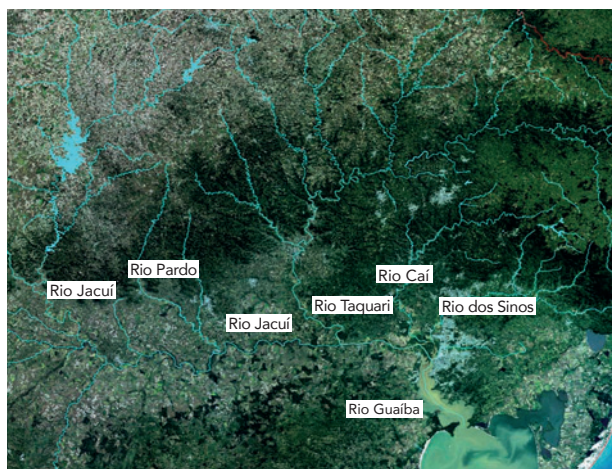 Rio Pardo
Rio Jacuí
Rio Caí
Rio Taquari
Rio dos Sinos
Rio Jacuí
Rio Guaíba